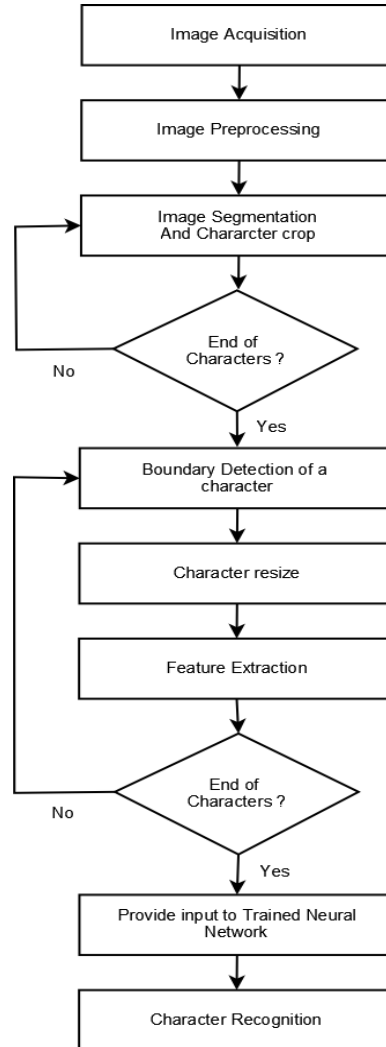 Image Acquisition
Image Preprocessing
Image Segmentation
And Chararcter crop
End of
Characters ?
No
Yes
Boundary Detection of a
character
Character resize
Feature Extraction
End of
Characters ?
No
Yes
Provide input to Trained Neural
Network
Character Recognition